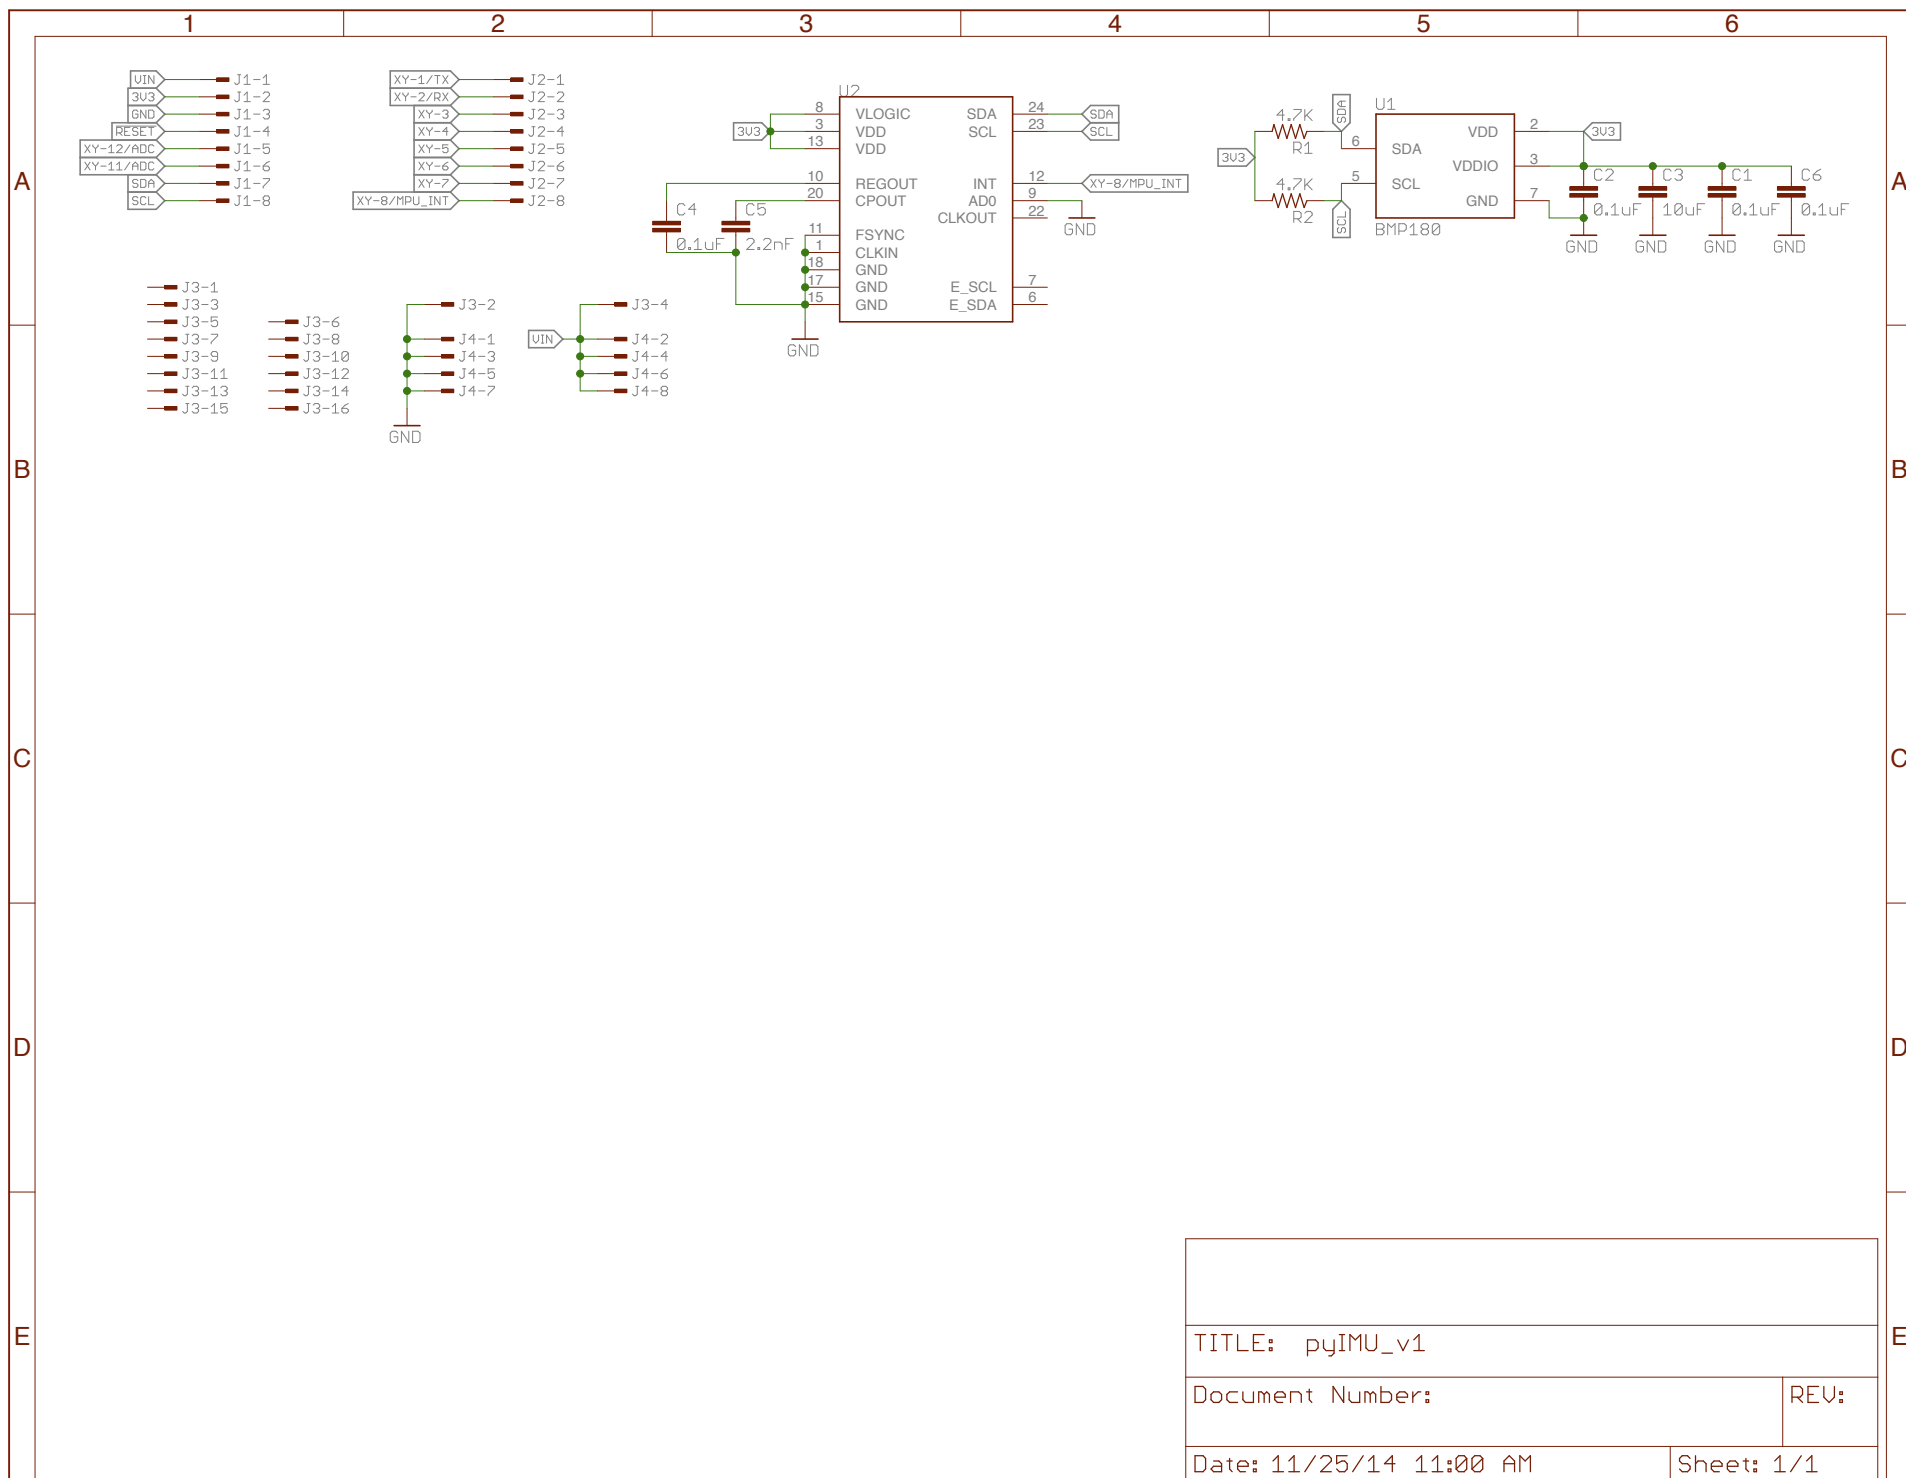 1 2 3 4 5 6
A A
B B
C C
D D
E E
VIN J1-1
3V3 J1-2
GND J1-3
RESET J1-4
XY-12/ADC J1-5
XY-11/ADC J1-6
SDA J1-7
SCL J1-8
XY-1/TX J2-1
XY-2/RX J2-2
XY-3 J2-3
XY-4 J2-4
XY-5 J2-5
XY-6 J2-6
XY-7 J2-7
XY-8/MPU_INT J2-8
J3-1
J3-3
J3-5
J3-7
J3-9
J3-11
J3-13
J3-15
J3-6
J3-8
J3-10
J3-12
J3-14
J3-16
J3-2
J4-1
J4-3
J4-5
J4-7
GND
J3-4
VIN J4-2
J4-4
J4-6
J4-8
U2
3V3
8 VLOGIC SDA 24 SDA
3 VDD SCL 23 SCL
13 VDD
10 REGOUT INT 12 XY-8/MPU_INT
20 CPOUT AD0 9
CLKOUT 22
GND
C4 C5
0.1uF 2.2nF
11 FSYNC
1 CLKIN
18 GND
17 GND E_SCL 7
15 GND E_SDA 6
GND
3V3
4.7K
R1
4.7K
R2
SDA
SCL
U1
6 SDA VDD 2 3V3
VDDIO 3
5 SCL
GND 7
BMP180
C2 C3 C1 C6
0.1uF 10uF 0.1uF 0.1uF
GND GND GND GND
TITLE: pyIMU_v1
Document Number:
REV:
Date: 11/25/14 11:00 AM
Sheet: 1/1